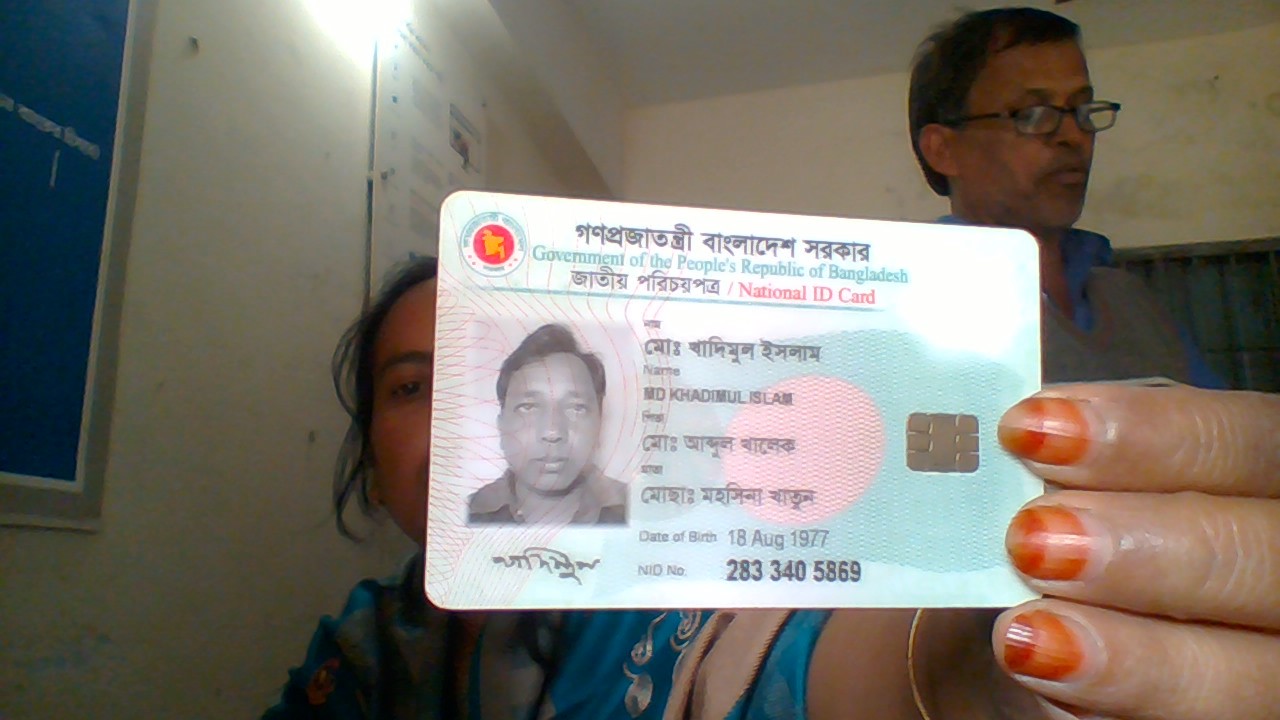 গণপ্রজাতন্ত্রী বাংলাদেশ সরকার
Government of the People's Republic of Bangladesh
জাতীয় পরিচয়পত্র / National ID Card
নাম
মোঃ খাদিমুল ইসলাম
Name
MD KHADIMUL ISLAM
পিতা
মোঃ আব্দুল খালেক
মাতা
মোছাঃ মহসিনা খাতুন
Date of Birth 18 Aug 1977
খাদিমুল
NID No. 283 340 5869